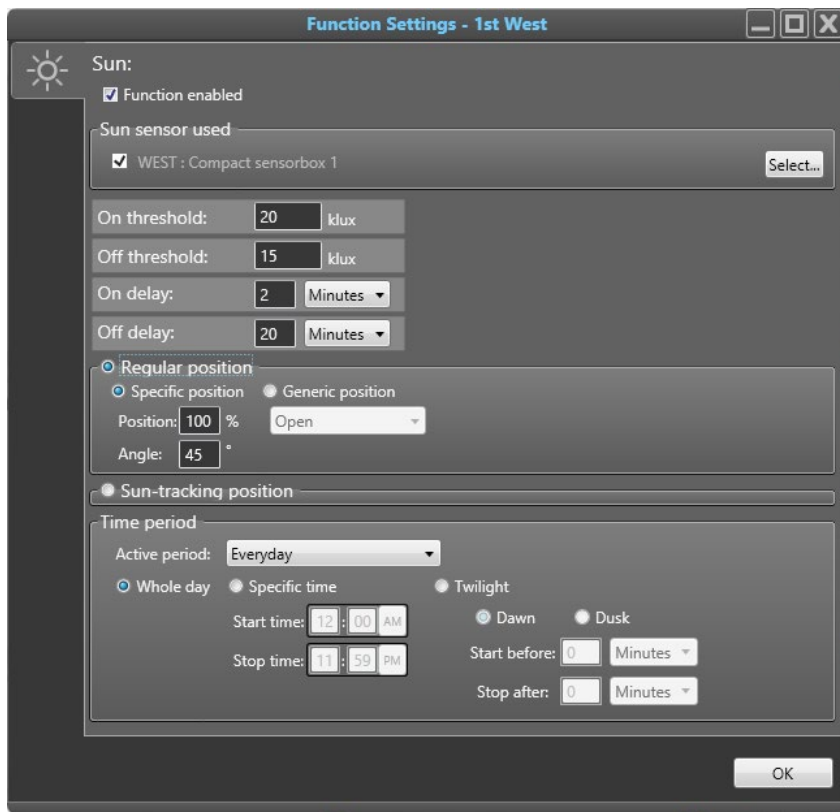 Function Settings - 1st West
Sun:
Function enabled
Sun sensor used
WEST : Compact sensorbox 1
Select...
On threshold: 20 klux
Off threshold: 15 klux
On delay: 2 Minutes
Off delay: 20 Minutes
Regular position
Specific position Generic position
Position: 100 % Open
Angle: 45 °
Sun-tracking position
Time period
Active period: Everyday
Whole day Specific time Twilight
Start time: 12 : 00 AM Dawn Dusk
Stop time: 11 : 59 PM Start before: 0 Minutes
Stop after: 0 Minutes
OK